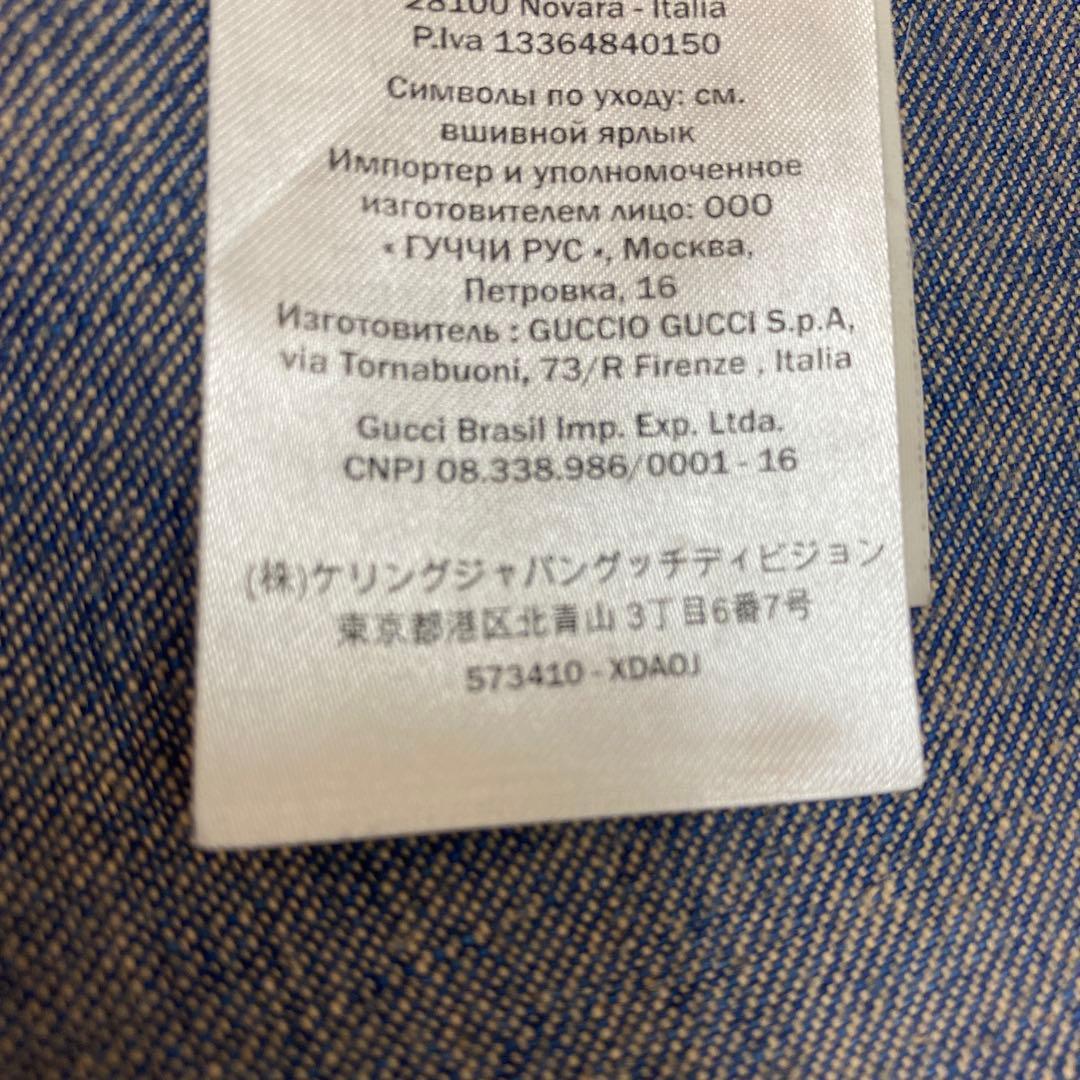 28100 Novara - Italia
P.Iva 13364840150
Символы по уходу: см.
вшивной ярлык
Импортер и уполномоченное
изготовителем лицо: ООО
« ГУЧЧИ РУС », Москва,
Петровка, 16
Изготовитель : GUCCIO GUCCI S.p.A,
via Tornabuoni, 73/R Firenze , Italia
Gucci Brasil Imp. Exp. Ltda.
CNPJ 08.338.986/0001 - 16
(株)ケリングジャパングッチディビジョン
東京都港区北青山 3丁目6番7号
573410 - XDAOJ